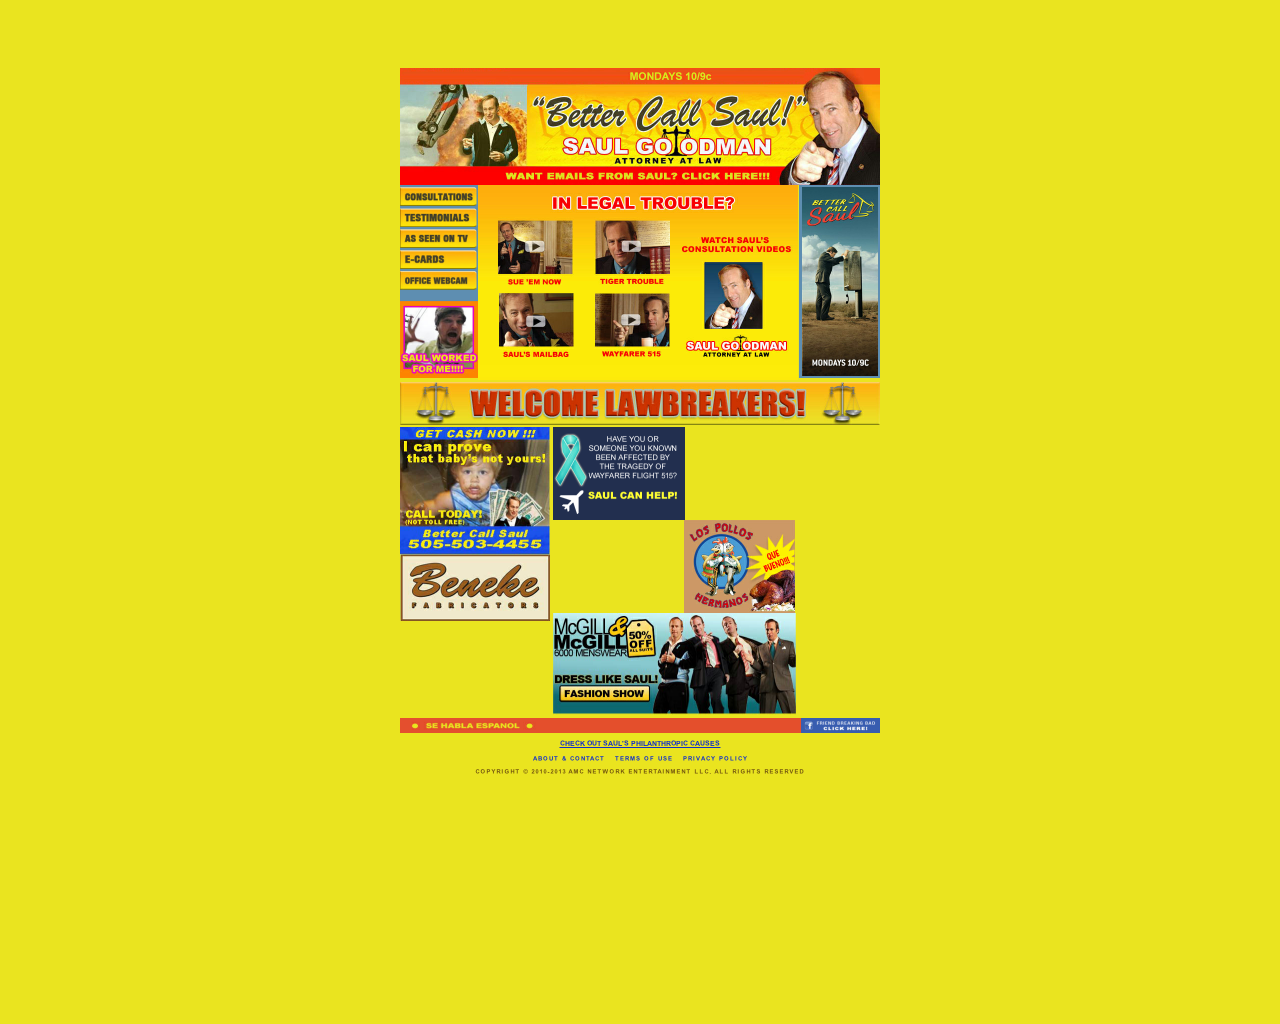 MONDAYS 10/9c
"Better Call Saul!"
SAUL GOODMAN
ATTORNEY AT LAW
WANT EMAILS FROM SAUL? CLICK HERE!!!
CONSULTATIONS
TESTIMONIALS
AS SEEN ON TV
E-CARDS
OFFICE WEBCAM
SAUL WORKED
FOR ME!!!!
IN LEGAL TROUBLE?
SUE 'EM NOW
TIGER TROUBLE
SAUL'S MAILBAG
WAYFARER 515
WATCH SAUL'S
CONSULTATION VIDEOS
SAUL GOODMAN
ATTORNEY AT LAW
BETTER
CALL
Saul
MONDAYS 10/9C
WELCOME LAWBREAKERS!
GET CASH NOW !!!
I can prove
that baby's not yours!
CALL TODAY!
(NOT TOLL FREE)
Better Call Saul
505-503-4455
HAVE YOU OR
SOMEONE YOU KNOWN
BEEN AFFECTED BY
THE TRAGEDY OF
WAYFARER FLIGHT 515?
SAUL CAN HELP!
LOS POLLOS
HERMANOS
QUE
BUENO!!!
Beneke
FABRICATORS
McGILL &
McGILL
6000 MENSWEAR
50%
OFF
ALL SUITS
DRESS LIKE SAUL!
FASHION SHOW
SE HABLA ESPANOL
FRIEND BREAKING BAD
CLICK HERE!
CHECK OUT SAUL'S PHILANTHROPIC CAUSES
ABOUT & CONTACT TERMS OF USE PRIVACY POLICY
COPYRIGHT © 2010-2013 AMC NETWORK ENTERTAINMENT LLC, ALL RIGHTS RESERVED